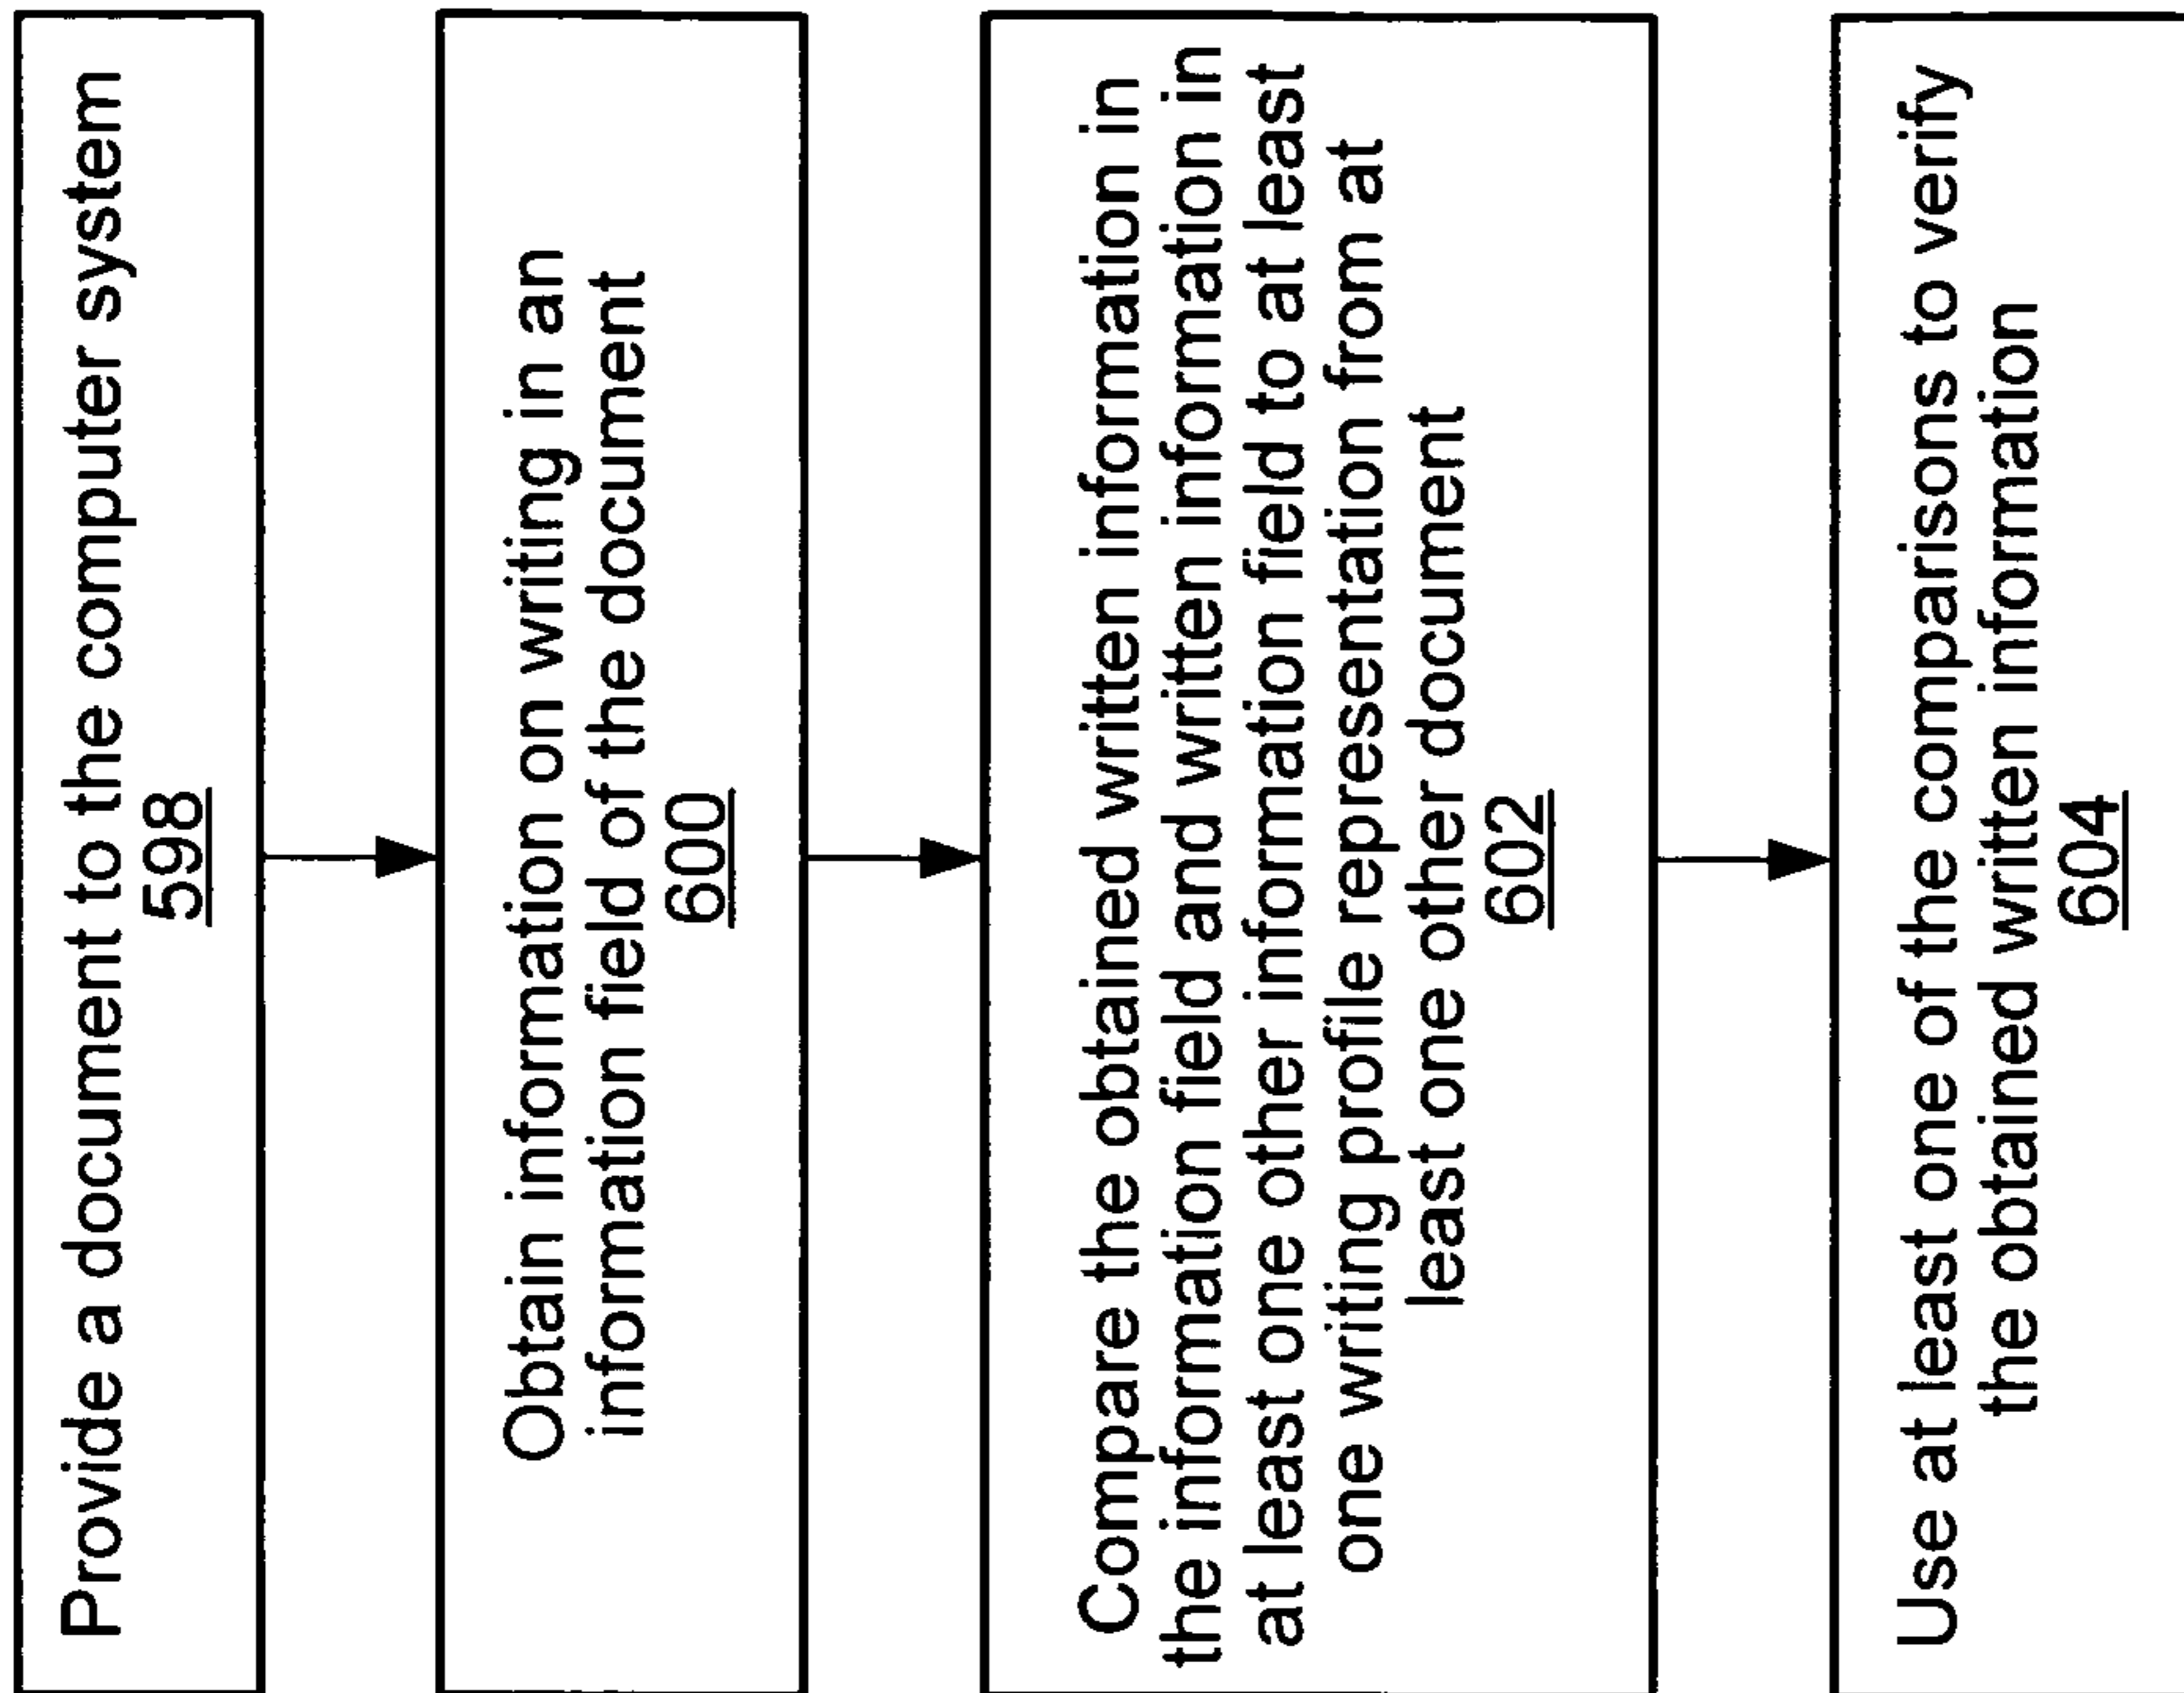 Provide a document to the computer system
598
Obtain information on writing in an
information field of the document
600
Compare the obtained written information in
the information field and written information in
at least one other information field to at least
one writing profile representation from at
least one other document
602
Use at least one of the comparisons to verify
the obtained written information
604